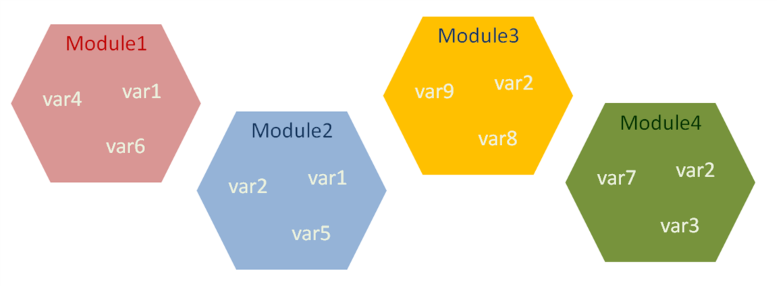 Module1
var4 var1
var6
Module2
var2 var1
var5
Module3
var9 var2
var8
Module4
var7 var2
var3